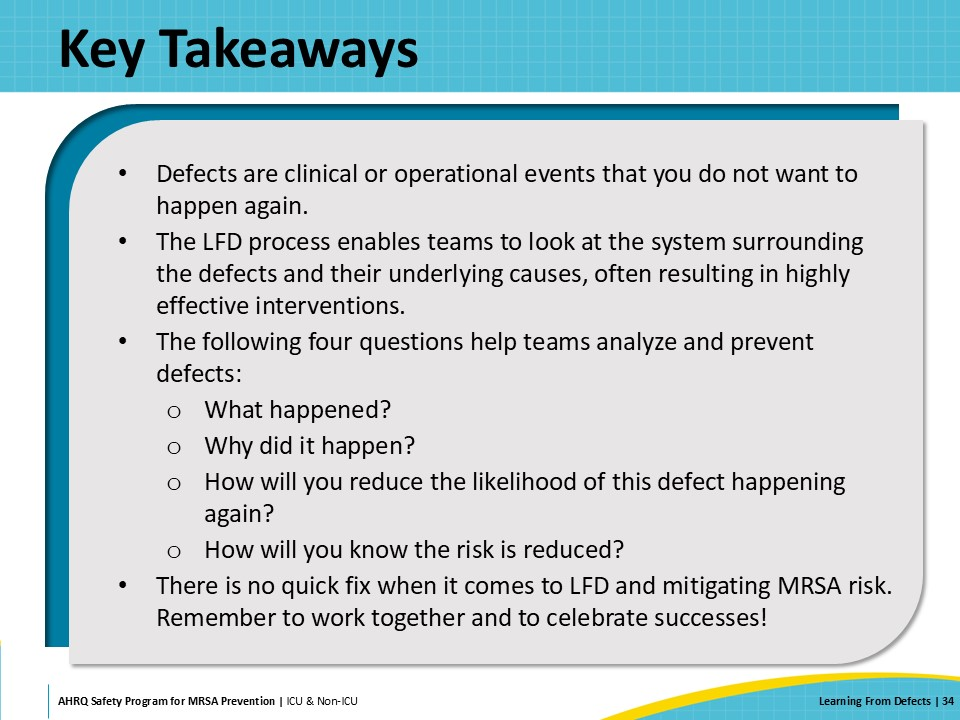 Key Takeaways
• Defects are clinical or operational events that you do not want to
happen again.
• The LFD process enables teams to look at the system surrounding
the defects and their underlying causes, often resulting in highly
effective interventions.
• The following four questions help teams analyze and prevent
defects:
o What happened?
o Why did it happen?
o How will you reduce the likelihood of this defect happening
again?
o How will you know the risk is reduced?
• There is no quick fix when it comes to LFD and mitigating MRSA risk.
Remember to work together and to celebrate successes!
AHRQ Safety Program for MRSA Prevention | ICU & Non-ICU
Learning From Defects | 34